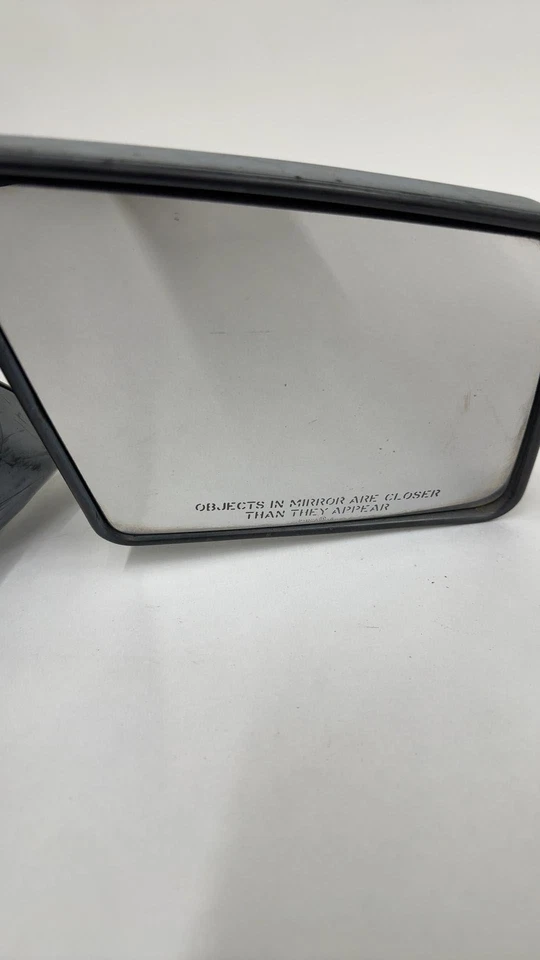 OBJECTS IN MIRROR ARE CLOSER
THAN THEY APPEAR